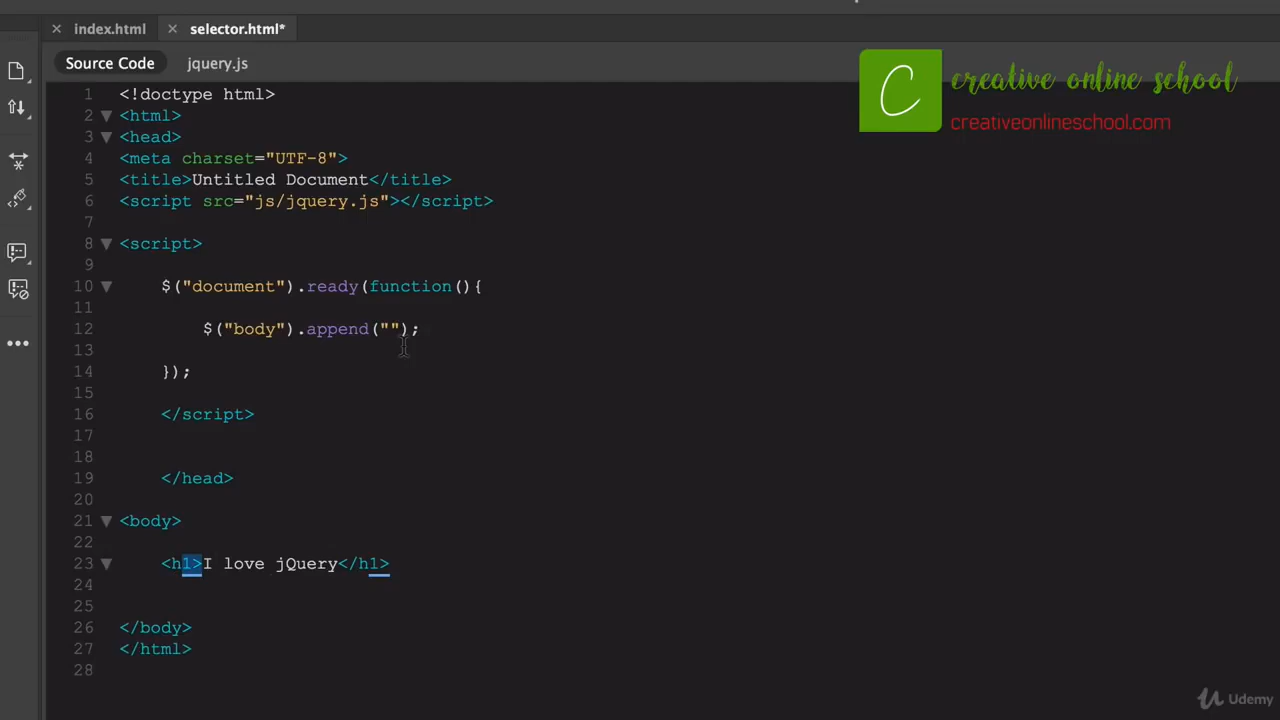 index.html
selector.html*
Source Code
jquery.js
C
creative online school
creativeonlineschool.com
1 <!doctype html>
2 <html>
3 <head>
4 <meta charset="UTF-8">
5 <title>Untitled Document</title>
6 <script src="js/jquery.js"></script>
7
8 <script>
9
10 $("document").ready(function(){
11
12 $("body").append("");
13
14 });
15
16 </script>
17
18
19 </head>
20
21 <body>
22
23 <h1>I love jQuery</h1>
24
25
26 </body>
27 </html>
28
Udemy